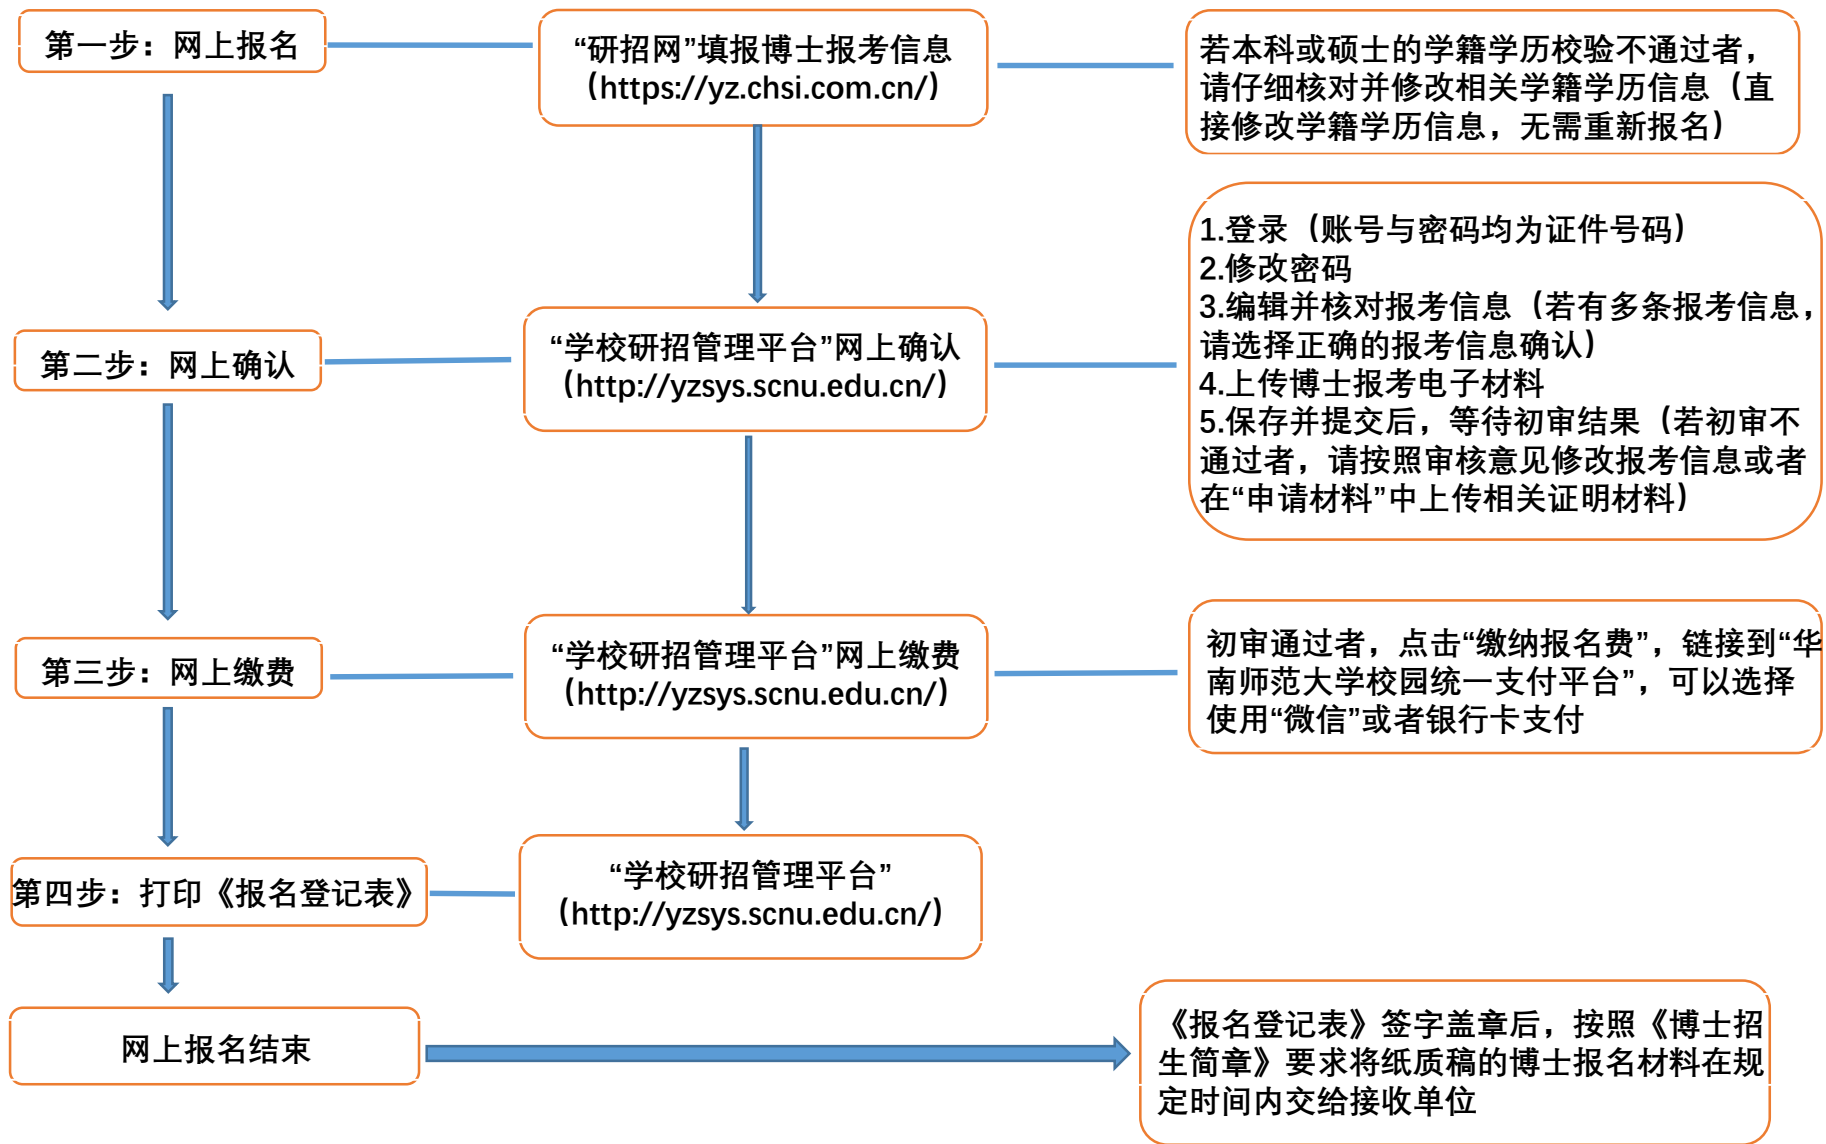 第一步：网上报名
“研招网”填报博士报考信息
（https://yz.chsi.com.cn/）
若本科或硕士的学籍学历校验不通过者，
请仔细核对并修改相关学籍学历信息（直
接修改学籍学历信息，无需重新报名）
第二步：网上确认
“学校研招管理平台”网上确认
（http://yzsys.scnu.edu.cn/）
1.登录（账号与密码均为证件号码）
2.修改密码
3.编辑并核对报考信息（若有多条报考信息，
请选择正确的报考信息确认）
4.上传博士报考电子材料
5.保存并提交后，等待初审结果（若初审不
通过者，请按照审核意见修改报考信息或者
在“申请材料”中上传相关证明材料）
第三步：网上缴费
“学校研招管理平台”网上缴费
（http://yzsys.scnu.edu.cn/）
初审通过者，点击“缴纳报名费”，链接到“华
南师范大学校园统一支付平台”，可以选择
使用“微信”或者银行卡支付
第四步：打印《报名登记表》
“学校研招管理平台”
（http://yzsys.scnu.edu.cn/）
网上报名结束
《报名登记表》签字盖章后，按照《博士招
生简章》要求将纸质稿的博士报名材料在规
定时间内交给接收单位